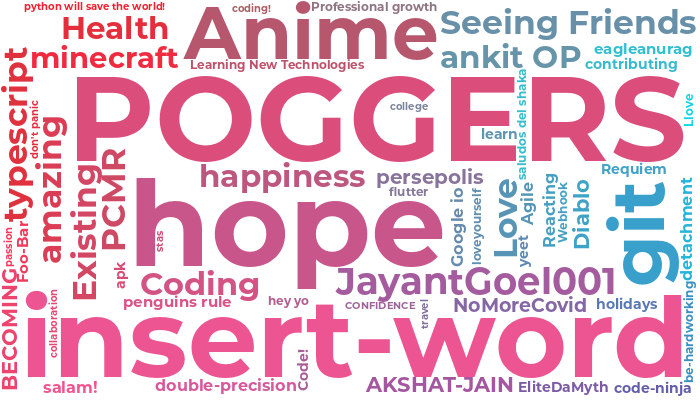 python will save the world!
coding!
Professional growth
Health
Anime
Seeing Friends
minecraft
Learning New Technologies
ankit OP
eagleanurag
contributing
typescript
don't panic
POGGERS
college
learn
saludos del shaka
Llove
amazing
Existing
PCMR
happiness
persepolis
flutter
Requiem
hope
stas
Google io
loveyourself
Love
Agile
yeet
Reacting
Webhook
Diablo
git
detachment
passion
Foo-Bar
apk
Coding
JayantGoel001
BECOMING
collaboration
penguins rule
hey yo
CONFIDENCE
travel
NoMoreCovid
holidays
be-hardworking
insert-word
salam!
double-precision
Code!
AKSHAT-JAIN
EliteDaMyth
code-ninja